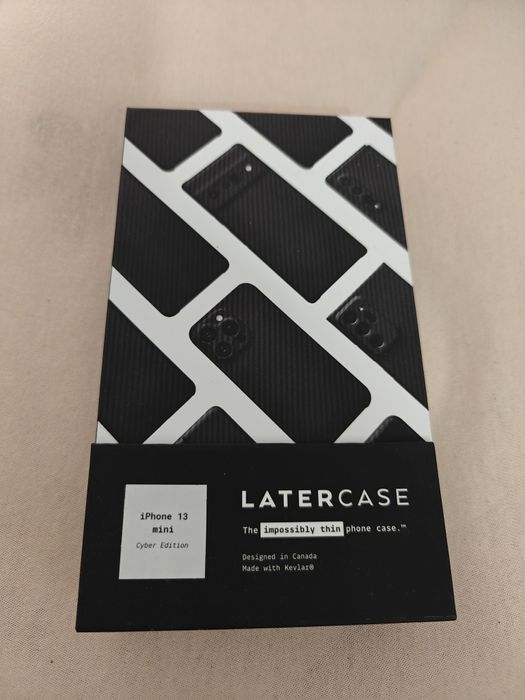 LATERCASE
The impossibly thin phone case.™
Designed in Canada
Made with Kevlar®
iPhone 13
mini
Cyber Edition